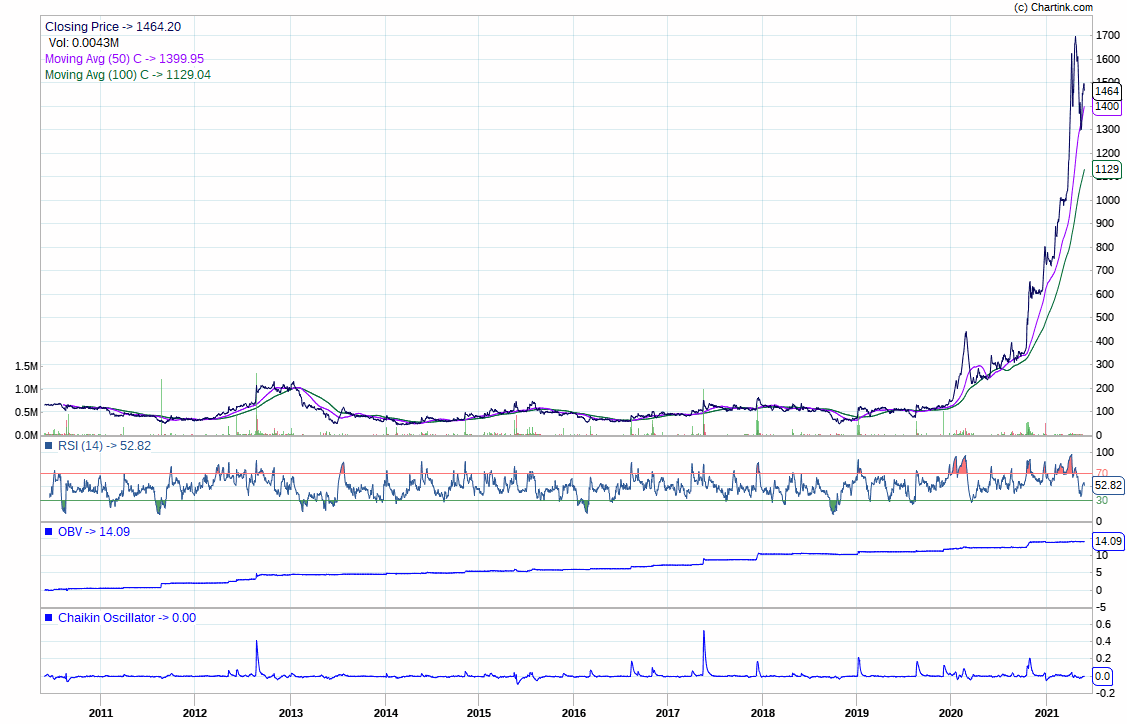 (c) Chartink.com
Closing Price -> 1464.20
Vol: 0.0043M
Moving Avg (50) C -> 1399.95
Moving Avg (100) C -> 1129.04
1700
1600
1464
1400
1300
1200
1129
1000
900
800
700
600
500
400
300
200
100
0
1.5M
1.0M
0.5M
0.0M
RSI (14) -> 52.82
100
70
52.82
30
0
OBV -> 14.09
14.09
10
5
0
-5
Chaikin Oscillator -> 0.00
0.6
0.4
0.2
0.0
-0.2
2011 2012 2013 2014 2015 2016 2017 2018 2019 2020 2021